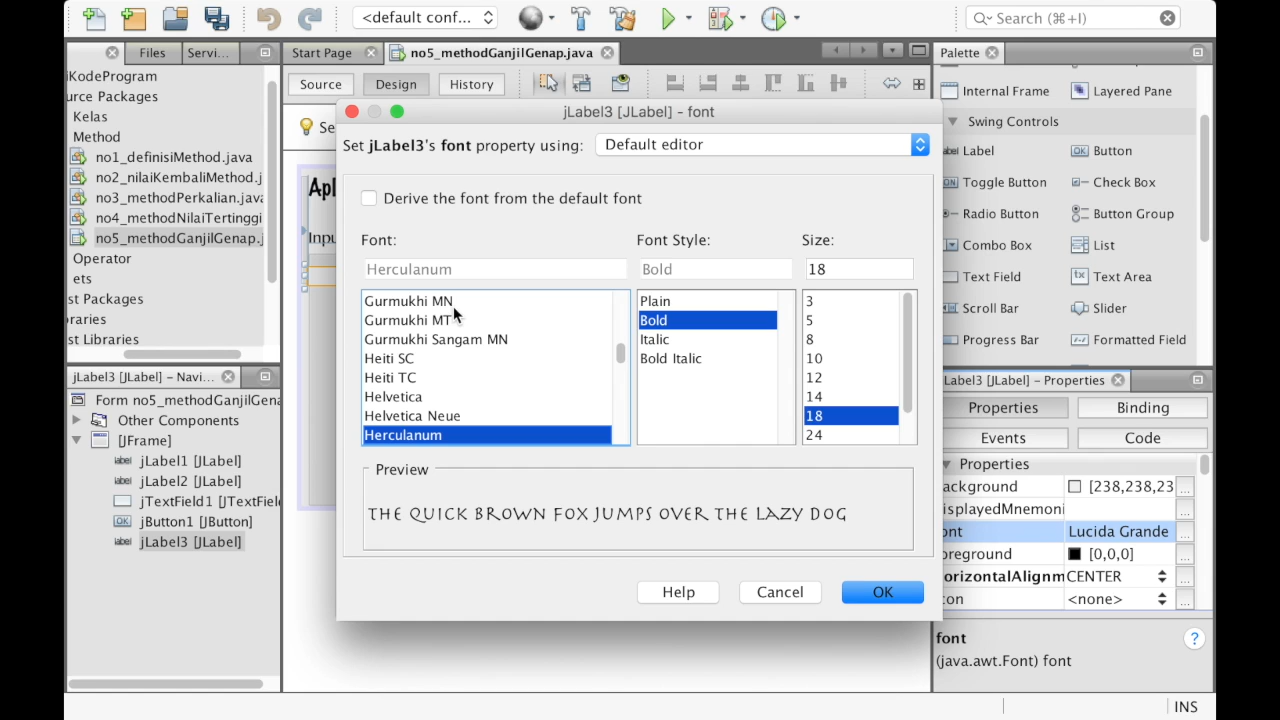 <default conf...
Search (⌘+I)
Files
Servi...
Start Page
no5_methodGanjilGenap.java
Palette
Source
Design
History
iKodeProgram
urce Packages
Kelas
Method
no1_definisiMethod.java
no2_nilaiKembaliMethod.j
no3_methodPerkalian.java
no4_methodNilaiTertinggi
no5_methodGanjilGenap.j
Operator
ets
st Packages
raries
st Libraries
Se
Apl
Inpu
jLabel3 [JLabel] - font
Set jLabel3's font property using:
Default editor
Derive the font from the default font
Font:
Font Style:
Size:
Herculanum
Bold
18
Gurmukhi MN
Gurmukhi MT
Gurmukhi Sangam MN
Heiti SC
Heiti TC
Helvetica
Helvetica Neue
Herculanum
Plain
Bold
Italic
Bold Italic
3
5
8
10
12
14
18
24
Preview
THE QUICK BROWN FOX JUMPS OVER THE LAZY DOG
Help
Cancel
OK
Internal Frame
Layered Pane
Swing Controls
Label
Button
Toggle Button
Check Box
Radio Button
Button Group
Combo Box
List
Text Field
Text Area
Scroll Bar
Slider
Progress Bar
Formatted Field
jLabel3 [JLabel] - Navi...
Form no5_methodGanjilGena
Other Components
[JFrame]
jLabel1 [JLabel]
jLabel2 [JLabel]
jTextField1 [JTextField
jButton1 [JButton]
jLabel3 [JLabel]
Label3 [JLabel] - Properties
Properties
Binding
Events
Code
Properties
ackground
[238,238,23
...
isplayedMnemoni
...
ont
Lucida Grande
...
oreground
[0,0,0]
...
orizontalAlignm
CENTER
...
con
<none>
...
font
(java.awt.Font) font
?
INS